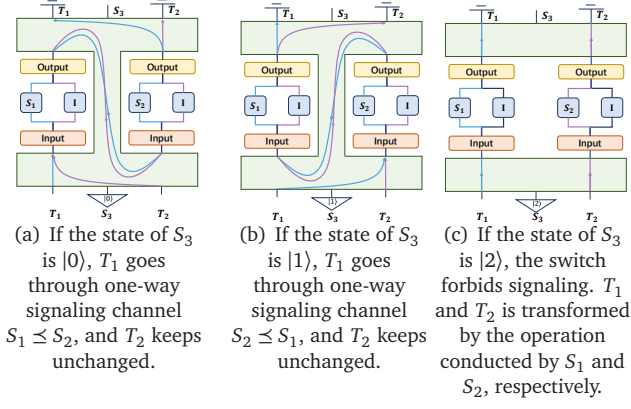 T₁ S₃ T₂
Output Output
S₁ I S₂ I
Input Input
|0⟩
T₁ S₃ T₂
(a) If the state of S₃
is |0⟩, T₁ goes
through one-way
signaling channel
S₁ ⪯ S₂, and T₂ keeps
unchanged.
T₁ S₃ T₂
Output Output
S₁ I S₂ I
Input Input
|1⟩
T₁ S₃ T₂
(b) If the state of S₃
is |1⟩, T₁ goes
through one-way
signaling channel
S₂ ⪯ S₁, and T₂ keeps
unchanged.
T₁ S₃ T₂
Output Output
S₁ I S₂ I
Input Input
|2⟩
T₁ S₃ T₂
(c) If the state of S₃
is |2⟩, the switch
forbids signaling. T₁
and T₂ is transformed
by the operation
conducted by S₁ and
S₂, respectively.